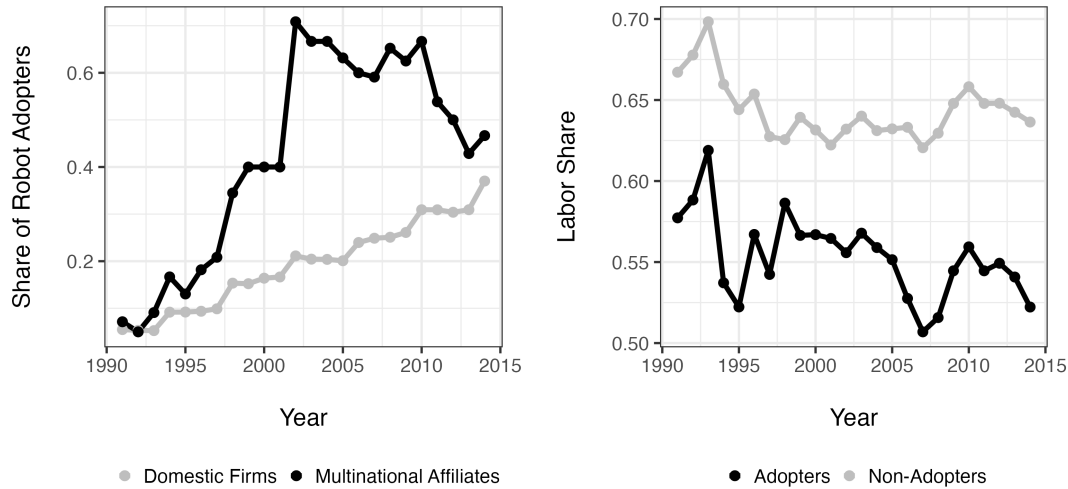 Share of Robot Adopters
0.6
0.4
0.2
1990 1995 2000 2005 2010 2015
Year
Domestic Firms Multinational Affiliates
Labor Share
0.70
0.65
0.60
0.55
0.50
1990 1995 2000 2005 2010 2015
Year
Adopters Non-Adopters